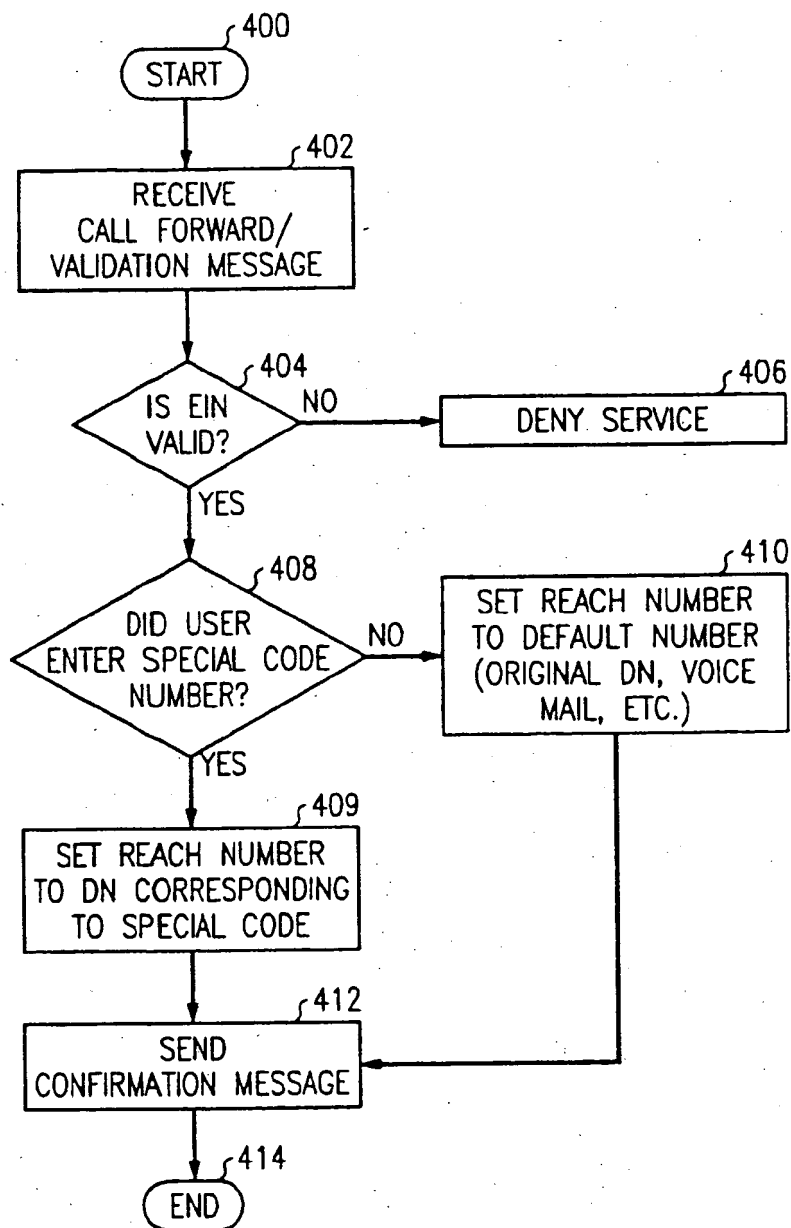 400
START
402
RECEIVE
CALL FORWARD/
VALIDATION MESSAGE
404
IS EIN
VALID?
NO
406
DENY SERVICE
YES
408
DID USER
ENTER SPECIAL CODE
NUMBER?
NO
410
SET REACH NUMBER
TO DEFAULT NUMBER
(ORIGINAL DN, VOICE
MAIL, ETC.)
YES
409
SET REACH NUMBER
TO DN CORRESPONDING
TO SPECIAL CODE
412
SEND
CONFIRMATION MESSAGE
414
END